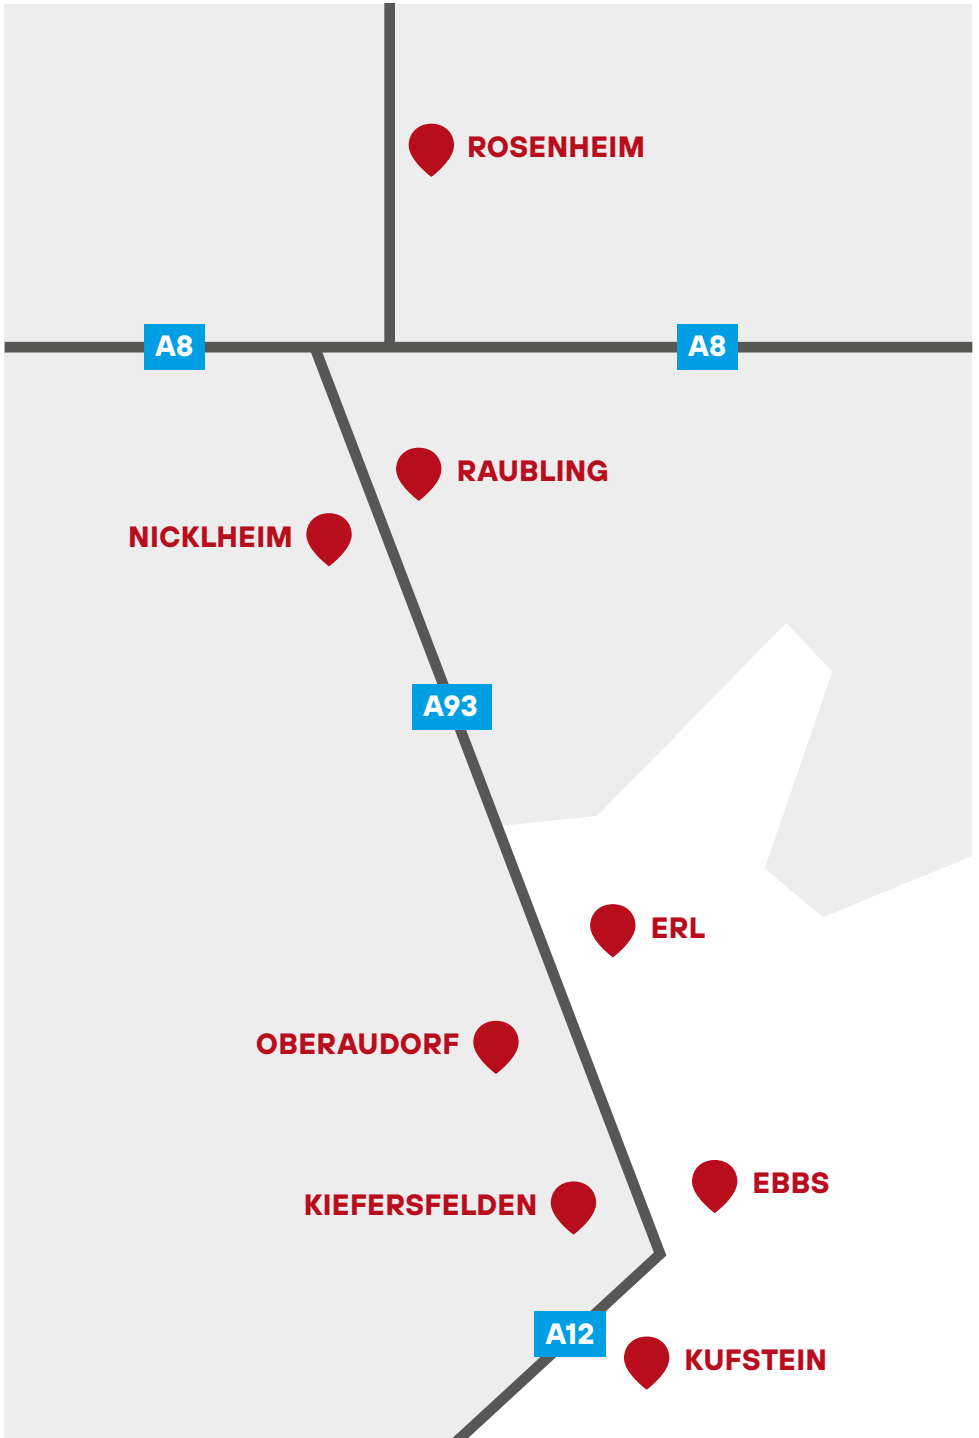 ROSENHEIM
A8
A8
RAUBLING
NICKLHEIM
A93
ERL
OBERAUDORF
EBBS
KIEFERSFELDEN
A12
KUFSTEIN